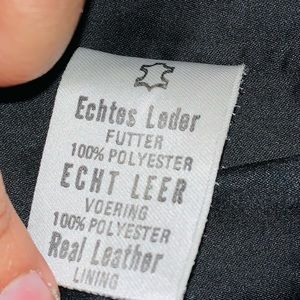 Echtes Leder
FUTTER
100% POLYESTER
ECHT LEER
VOERING
100% POLYESTER
Real Leather
LINING